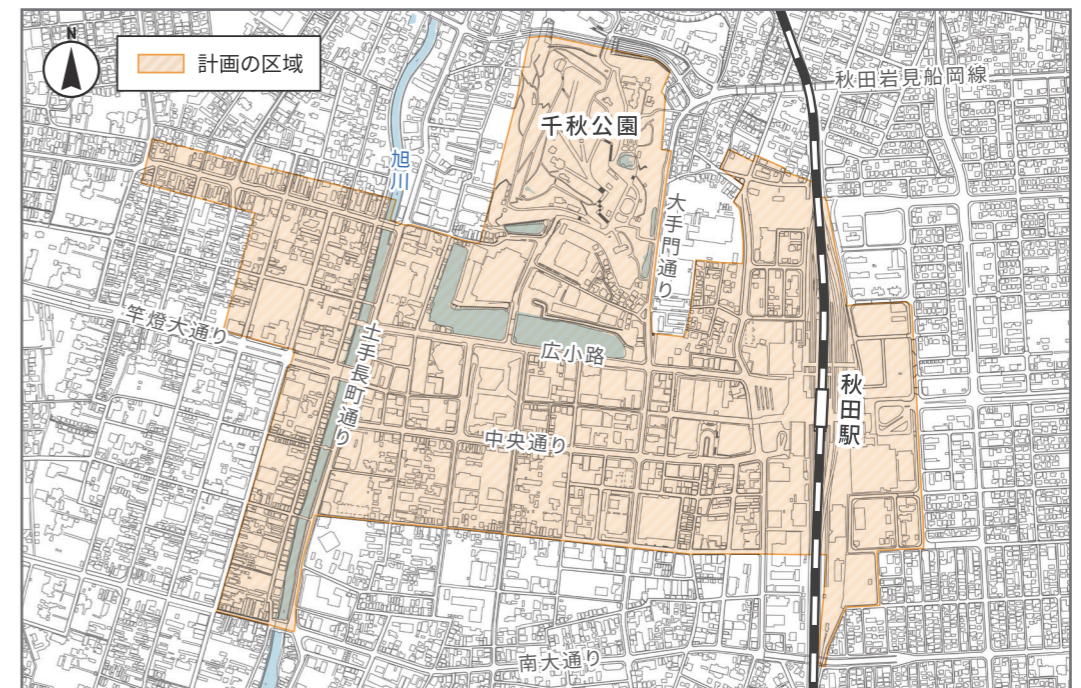 N
計画の区域
秋田岩見船岡線
千秋公園
旭川
大手門通り
竿燈大通り
土手長町通り
広小路
秋田駅
中央通り
南大通り